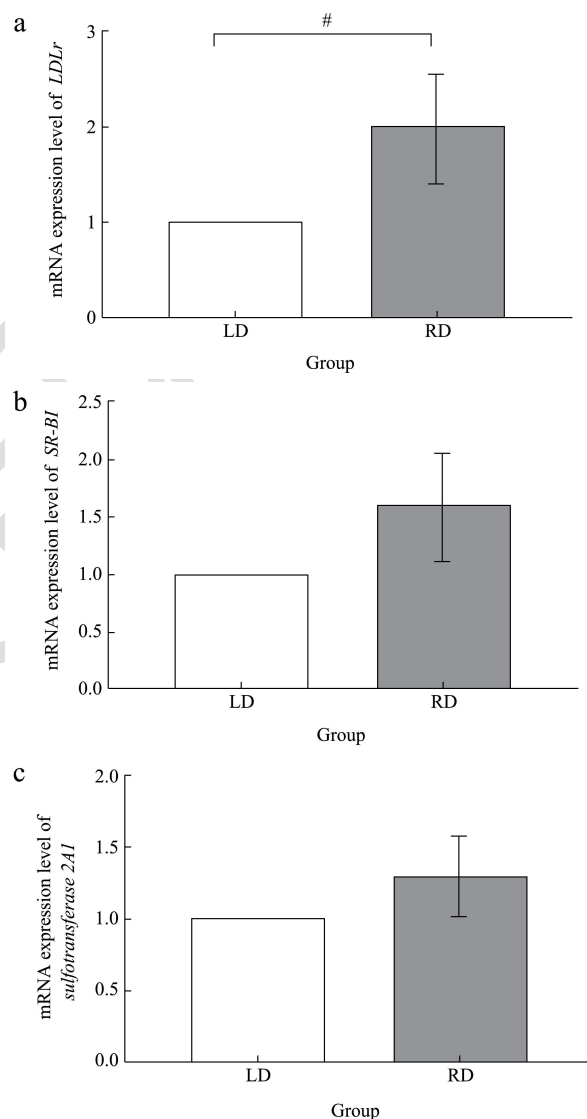 a
#
mRNA expression level of LDLr
3
2
1
0
LD RD
Group
b
mRNA expression level of SR-BI
2.5
2.0
1.5
1.0
0.5
0.0
LD RD
Group
c
mRNA expression level of
sulfotransferase 2A1
2.0
1.5
1.0
0.5
0.0
LD RD
Group